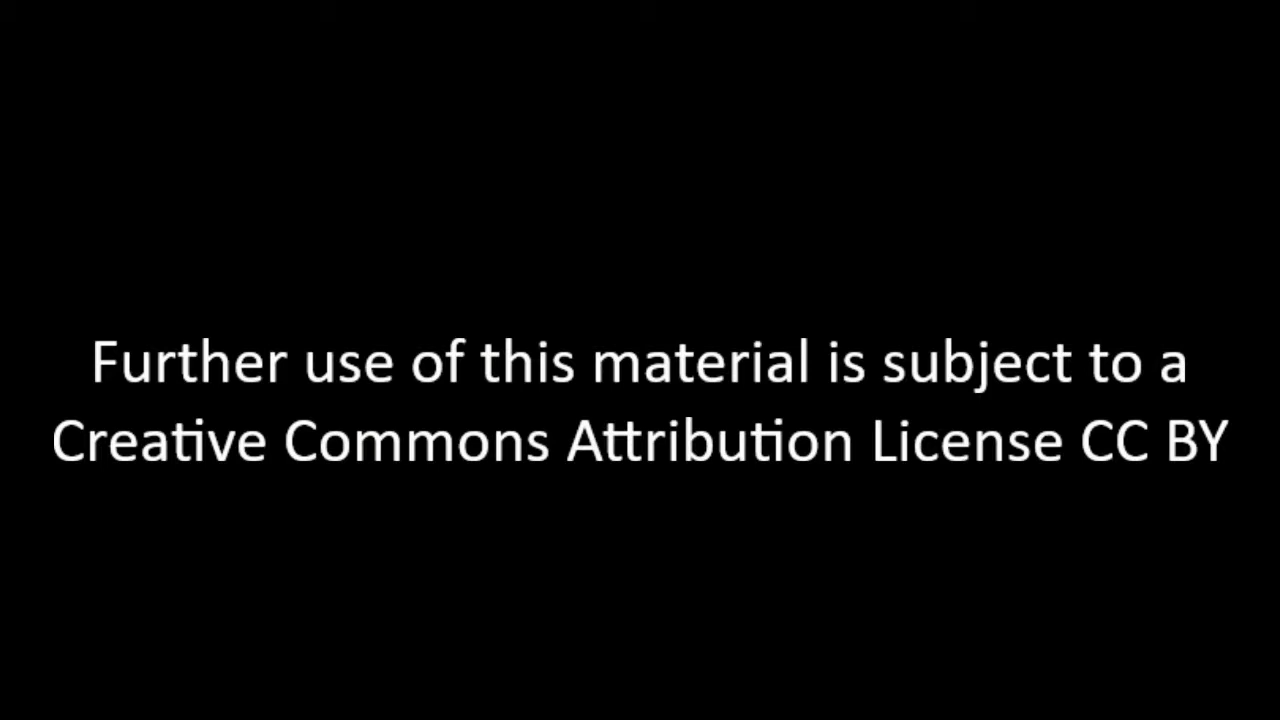 Further use of this material is subject to a
Creative Commons Attribution License CC BY